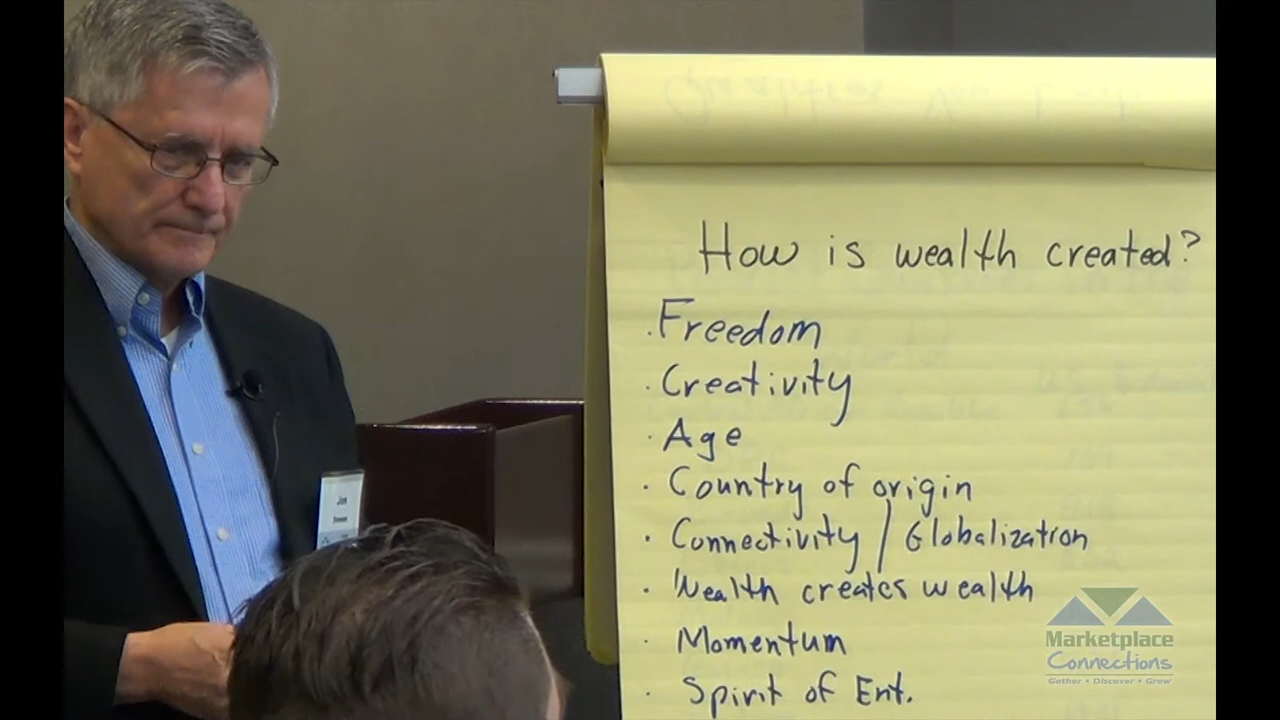 How is wealth created?
· Freedom
· Creativity
· Age
· Country of origin
· Connectivity / Globalization
· Wealth creates wealth
· Momentum
· Spirit of Ent.
Jon
Marketplace
Connections
Gather • Discover • Grow